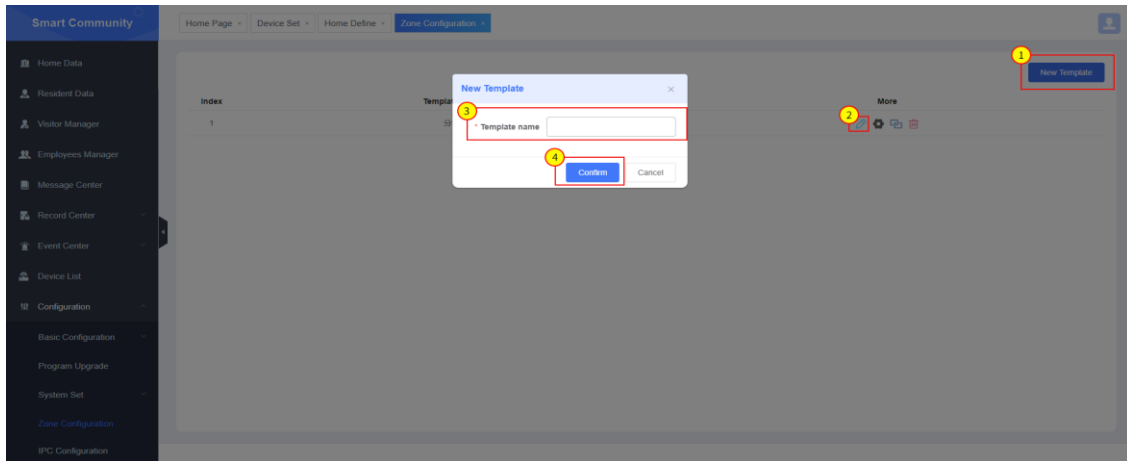 Smart Community
Home Page × Device Set × Home Define × Zone Configuration ×
Home Data
Resident Data
Visitor Manager
Employees Manager
Message Center
Record Center
Event Center
Device List
Configuration
Basic Configuration
Program Upgrade
System Set
Zone Configuration
IPC Configuration
1
New Template
Index
More
1
2
New Template ×
3
* Template name
4
Confirm
Cancel